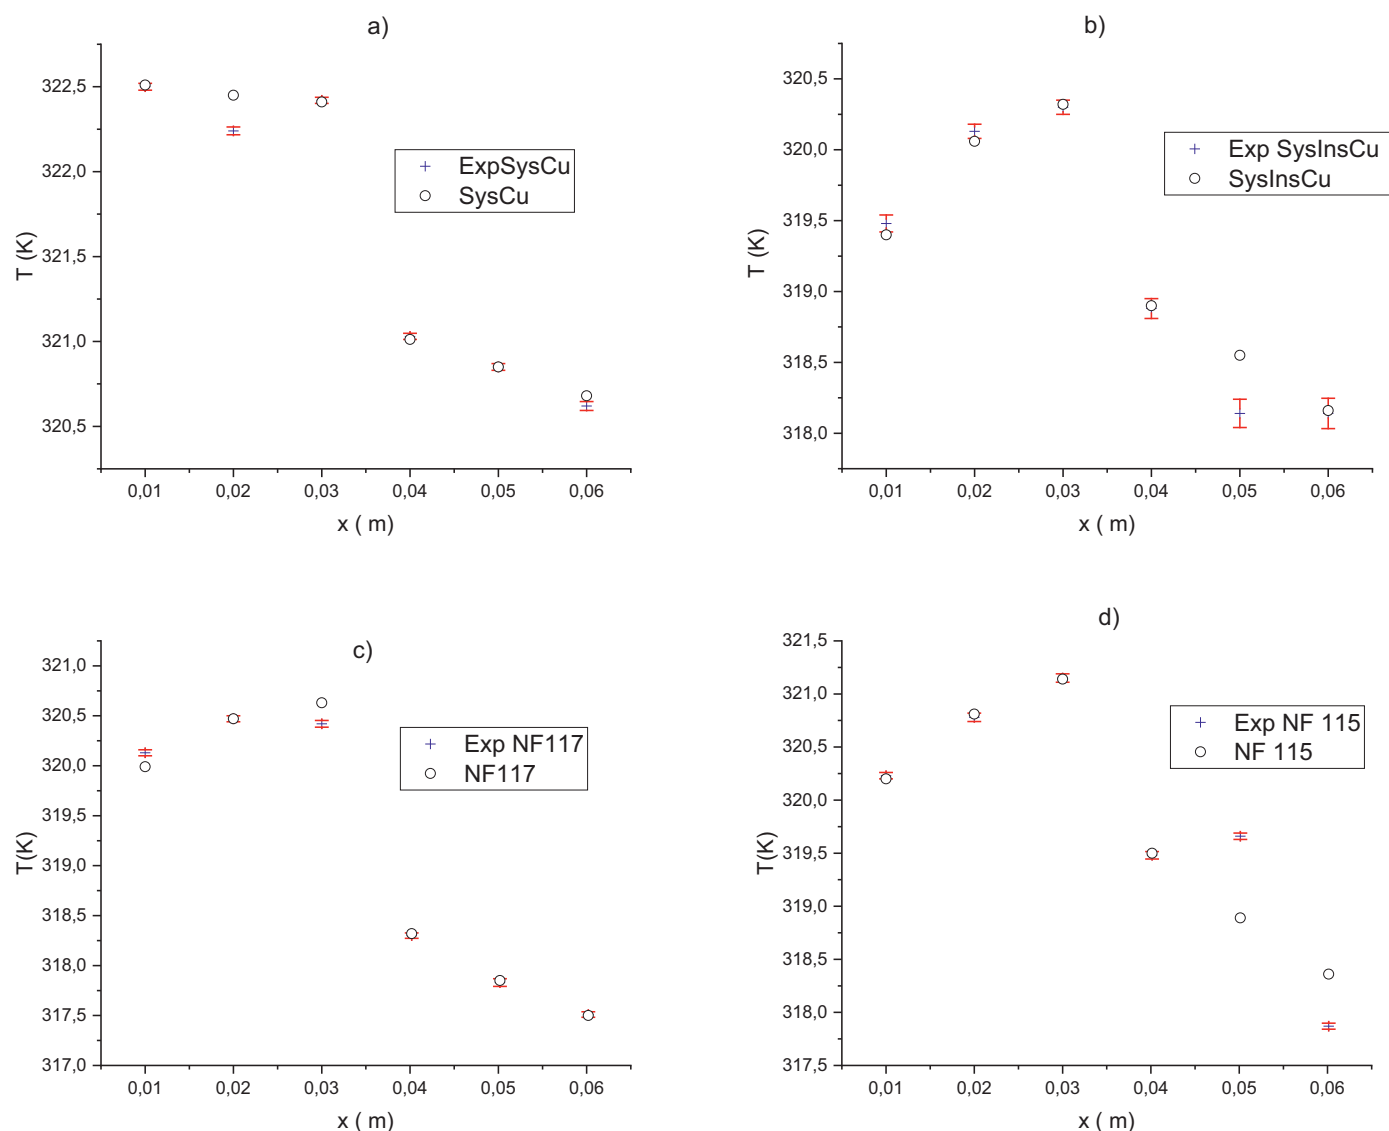 a)
322,5
322,0
321,5
321,0
320,5
T (K)
ExpSysCu
SysCu
0,01 0,02 0,03 0,04 0,05 0,06
x ( m)
b)
320,5
320,0
319,5
319,0
318,5
318,0
T (K)
Exp SysInsCu
SysInsCu
0,01 0,02 0,03 0,04 0,05 0,06
x ( m)
c)
321,0
320,5
320,0
319,5
319,0
318,5
318,0
317,5
317,0
T(K)
Exp NF117
NF117
0,01 0,02 0,03 0,04 0,05 0,06
x ( m)
d)
321,5
321,0
320,5
320,0
319,5
319,0
318,5
318,0
317,5
T(K)
Exp NF 115
NF 115
0,01 0,02 0,03 0,04 0,05 0,06
x ( m)